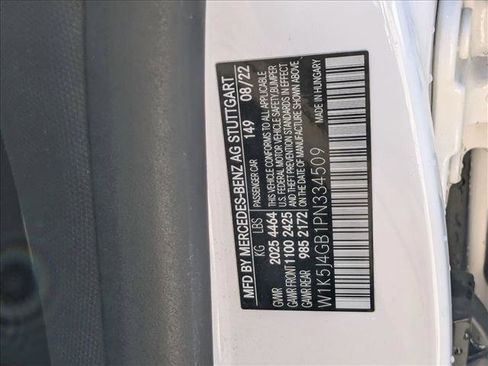 MFD BY MERCEDES-BENZ AG STUTTGART
PASSENGER CAR 149 08/22
KG LBS
GVWR 2025 4464
GAWR FRONT 1100 2425
GAWR REAR 985 2172
THIS VEHICLE CONFORMS TO ALL APPLICABLE
U.S. FEDERAL MOTOR VEHICLE SAFETY, BUMPER
AND THEFT PREVENTION STANDARDS IN EFFECT
ON THE DATE OF MANUFACTURE SHOWN ABOVE.
MADE IN HUNGARY
W1K5J4GB1PN334509